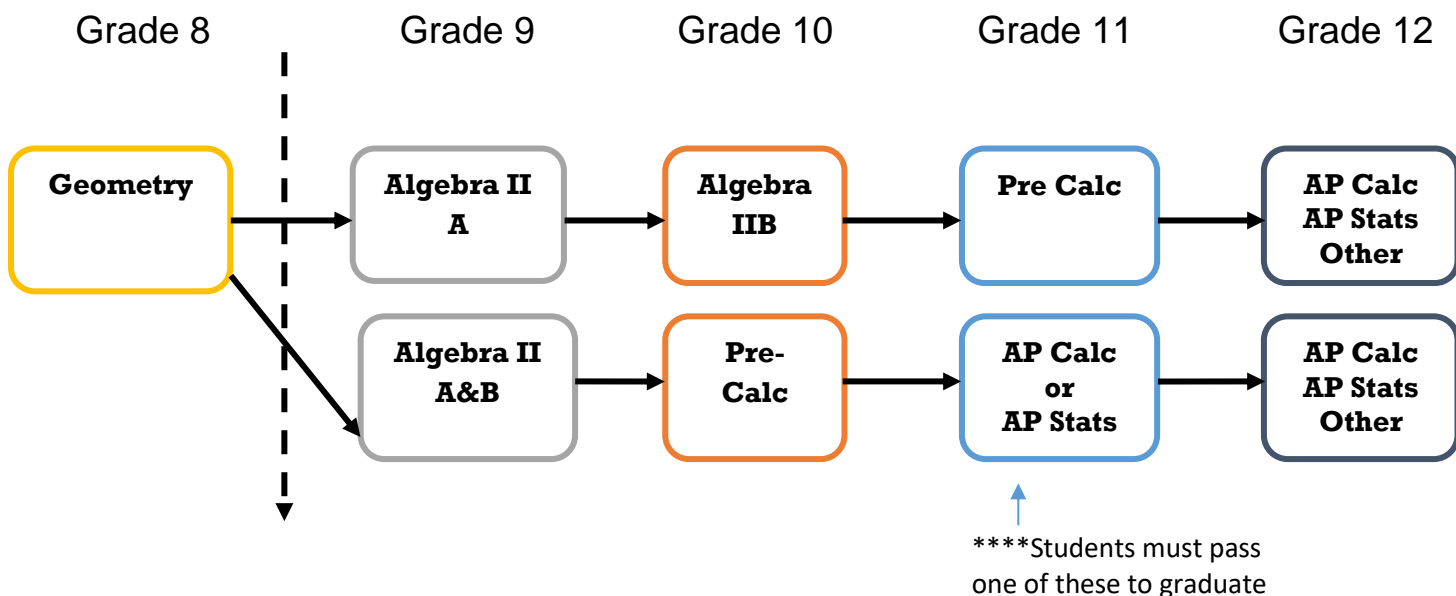 Grade 8
Grade 9
Grade 10
Grade 11
Grade 12
Geometry
Algebra II
A
Algebra
IIB
Pre Calc
AP Calc
AP Stats
Other
Algebra II
A&B
Pre-
Calc
AP Calc
or
AP Stats
AP Calc
AP Stats
Other
****Students must pass
one of these to graduate